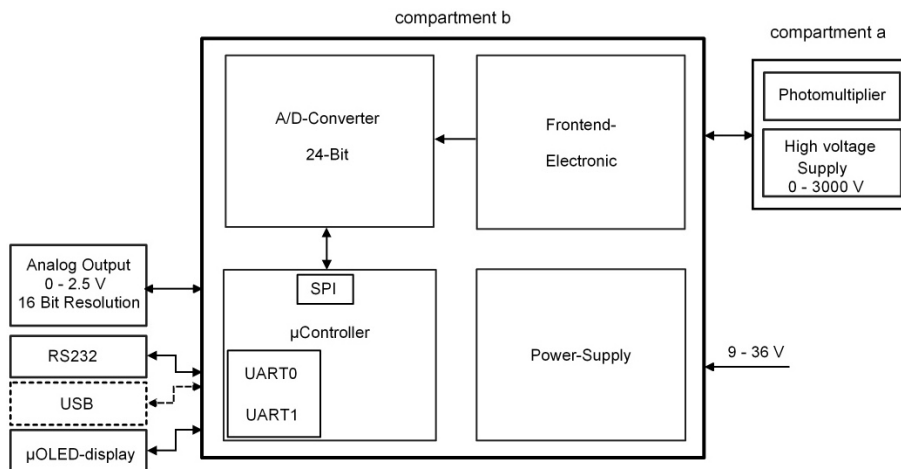 compartment b
compartment a
A/D-Converter
24-Bit
Frontend-
Electronic
Photomultiplier
High voltage
Supply
0 - 3000 V
Analog Output
0 - 2.5 V
16 Bit Resolution
SPI
µController
RS232
UART0
USB
UART1
µOLED-display
Power-Supply
9 - 36 V